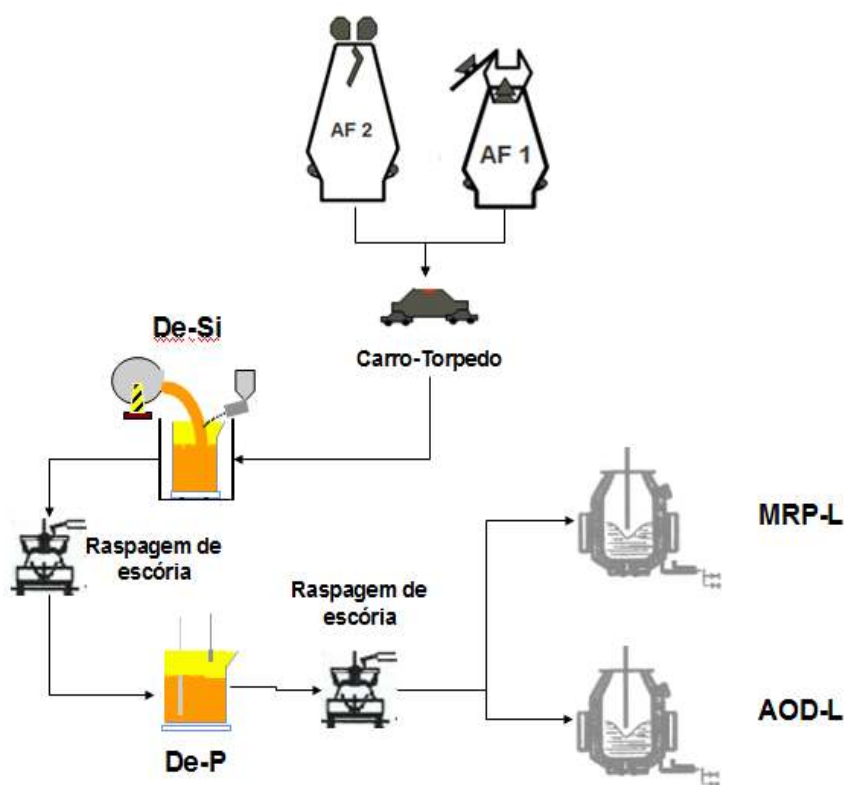 AF 2
AF 1
De-Si
Carro-Torpedo
MRP-L
Raspagem de
escória
Raspagem de
escória
AOD-L
De-P